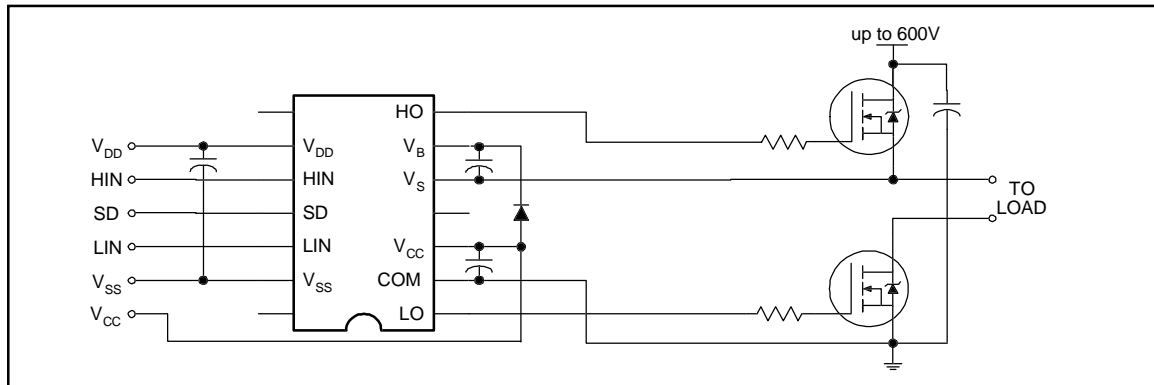 up to 600V
HO
V_DD V_DD V_B
HIN HIN V_S
SD SD
LIN LIN V_CC
V_SS V_SS COM
V_CC LO
TO
LOAD